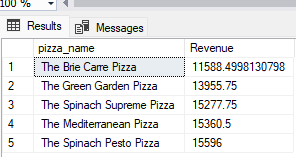 00 %
Results Messages
pizza_name Revenue
1 The Brie Carre Pizza 11588.4998130798
2 The Green Garden Pizza 13955.75
3 The Spinach Supreme Pizza 15277.75
4 The Mediterranean Pizza 15360.5
5 The Spinach Pesto Pizza 15596